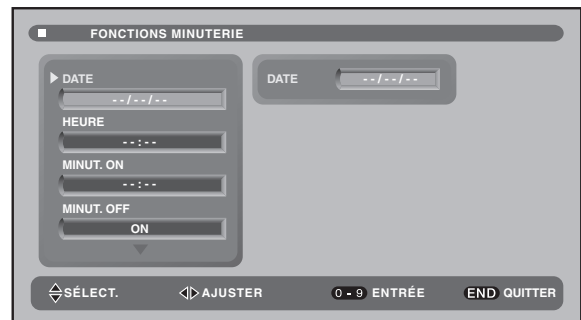 FONCTIONS MINUTERIE
DATE
--/--/--
HEURE
--:--
MINUT. ON
--:--
MINUT. OFF
ON
DATE --/--/--
SÉLECT. AJUSTER 0-9 ENTRÉE END QUITTER